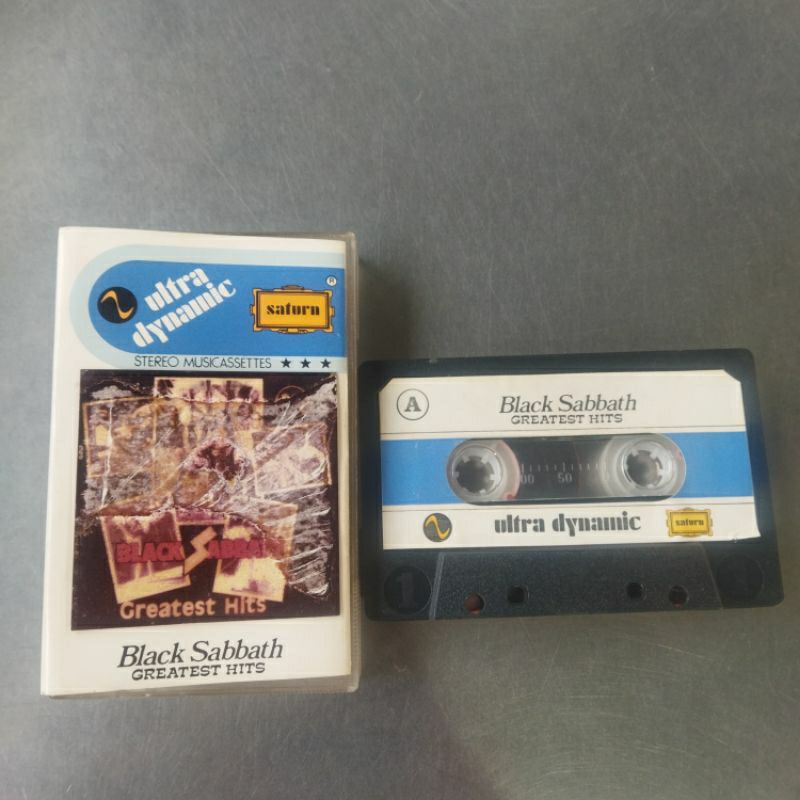 ultra
dynamic
saturn
R
STEREO MUSICASSETTES ★ ★ ★
BLACK SABBATH
Greatest Hits
Black Sabbath
GREATEST HITS
A
Black Sabbath
GREATEST HITS
00 50
ultra dynamic
saturn
1